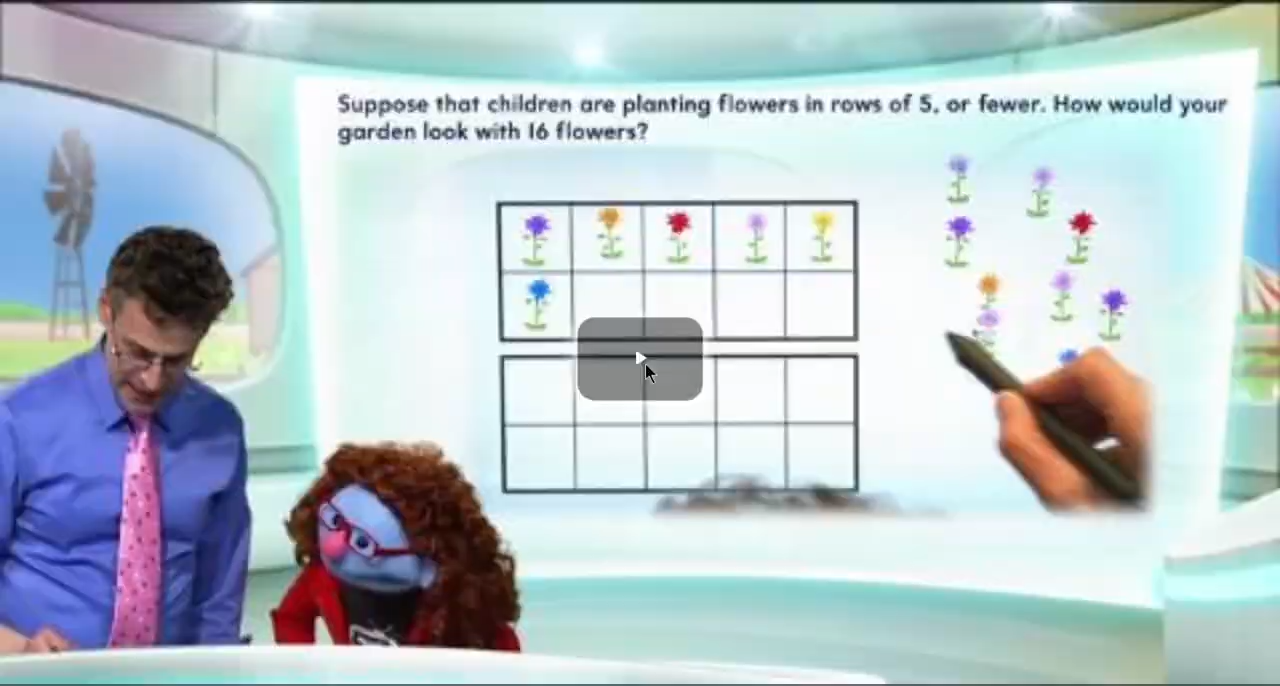 Suppose that children are planting flowers in rows of 5, or fewer. How would your
garden look with 16 flowers?